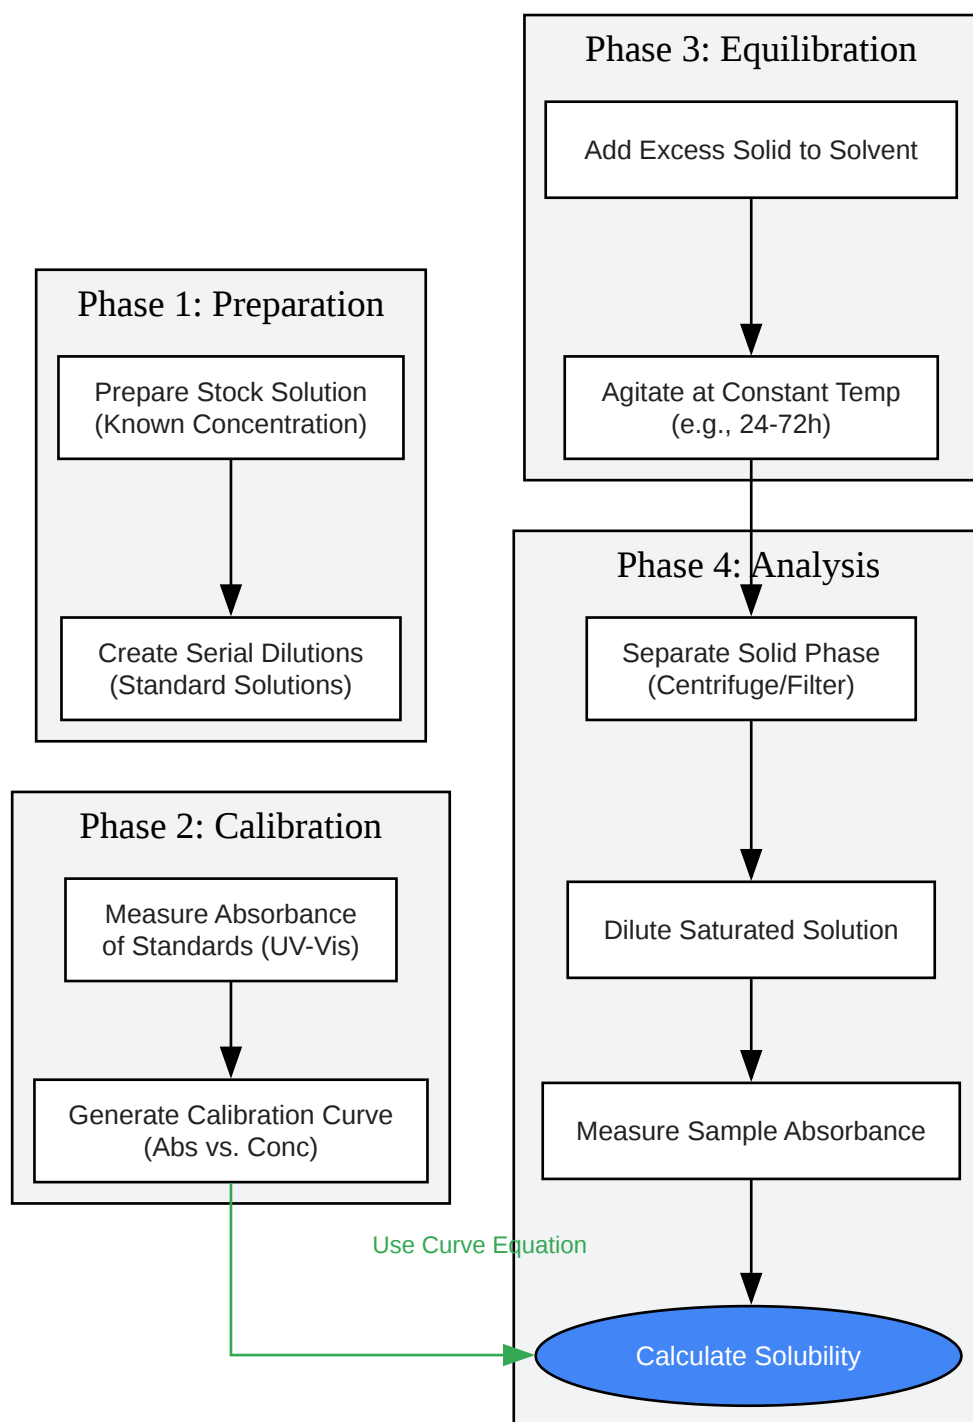 Phase 1: Preparation
Prepare Stock Solution
(Known Concentration)
Create Serial Dilutions
(Standard Solutions)
Phase 2: Calibration
Measure Absorbance
of Standards (UV-Vis)
Generate Calibration Curve
(Abs vs. Conc)
Use Curve Equation
Phase 3: Equilibration
Add Excess Solid to Solvent
Agitate at Constant Temp
(e.g., 24-72h)
Phase 4: Analysis
Separate Solid Phase
(Centrifuge/Filter)
Dilute Saturated Solution
Measure Sample Absorbance
Calculate Solubility